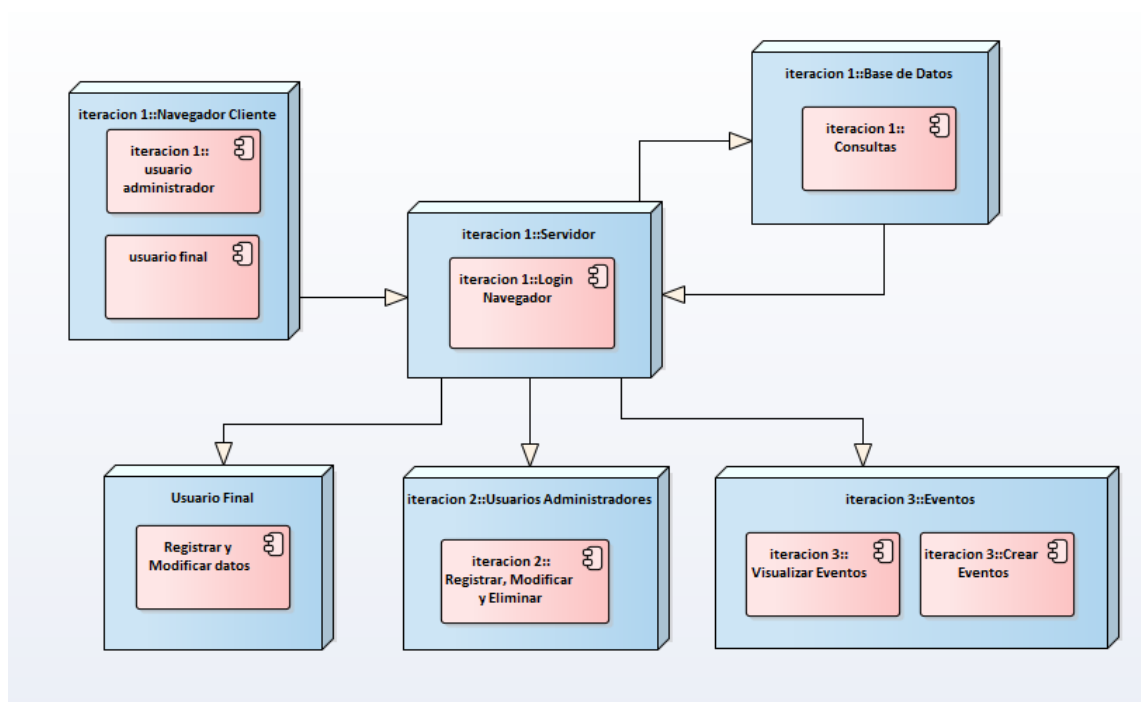 iteracion 1::Navegador Cliente
iteracion 1::
usuario
administrador
usuario final
iteracion 1::Base de Datos
iteracion 1::
Consultas
iteracion 1::Servidor
iteracion 1::Login
Navegador
Usuario Final
Registrar y
Modificar datos
iteracion 2::Usuarios Administradores
iteracion 2::
Registrar, Modificar
y Eliminar
iteracion 3::Eventos
iteracion 3::
Visualizar Eventos
iteracion 3::Crear
Eventos